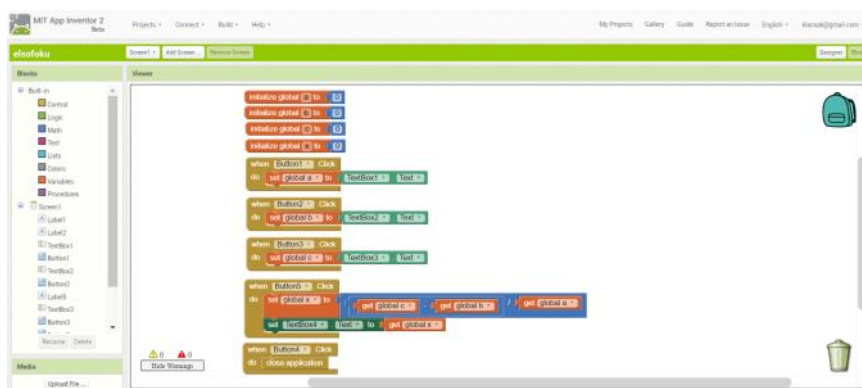 MIT App Inventor 2
Beta
Projects Connect Build Help
My Projects Gallery Guide Report an Issue English
elsofoku
Screen1 Add Screen ... Remove Screen
Designer
Blocks
Viewer
Built-in
Control
Logic
Math
Text
Lists
Colors
Variables
Procedures
Screen1
Label1
Label2
TextBox1
Button1
TextBox2
Button2
TextBox3
Button3
Rename Delete
Media
Upload File ...
initialize global a to 0
initialize global to 0
initialize global c to 0
initialize global to 0
when Button1 Click
do set global a to TextBox1 Text
when Button2 Click
do set global b to TextBox2 Text
when Button3 Click
do set global c to TextBox3 Text
when Button5 Click
do set global x to get global c - get global b / get global a
set TextBox4 Text to get global x
when Button4 Click
do close application
0 0
Hide Warnings